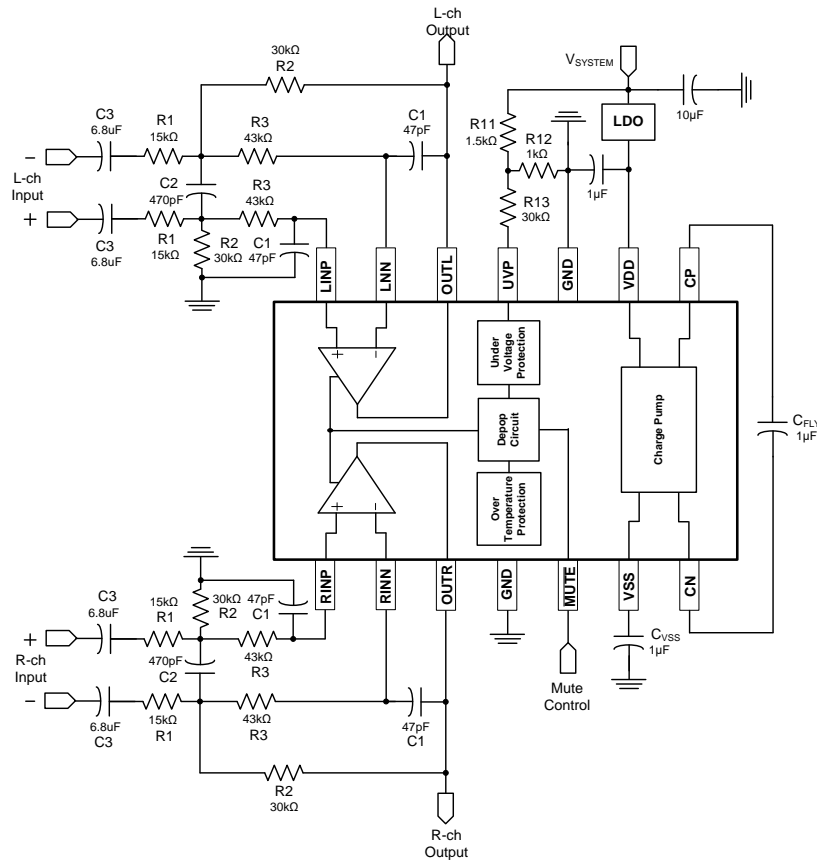 L-ch
Output
30kΩ
R2
C3
6.8uF
R1
15kΩ
R3
43kΩ
C1
47pF
−
L-ch
Input
+
C2
470pF
R3
43kΩ
C3
6.8uF
R1
15kΩ
R2
30kΩ
C1
47pF
VSYSTEM
10µF
LDO
R11
1.5kΩ
R12
1kΩ
1µF
R13
30kΩ
LINP
LNN
OUTL
UVP
GND
VDD
CP
+
−
Under
Voltage
Protection
Depop
Circuit
Over
Temperature
Protection
Charge Pump
CFLY
1µF
+
−
RINP
RINN
OUTR
GND
MUTE
VSS
CN
C3
6.8uF
15kΩ
R1
30kΩ
R2
47pF
C1
+
R-ch
Input
−
470pF
C2
43kΩ
R3
6.8uF
C3
15kΩ
R1
43kΩ
R3
47pF
C1
R2
30kΩ
CVSS
1µF
Mute
Control
R-ch
Output